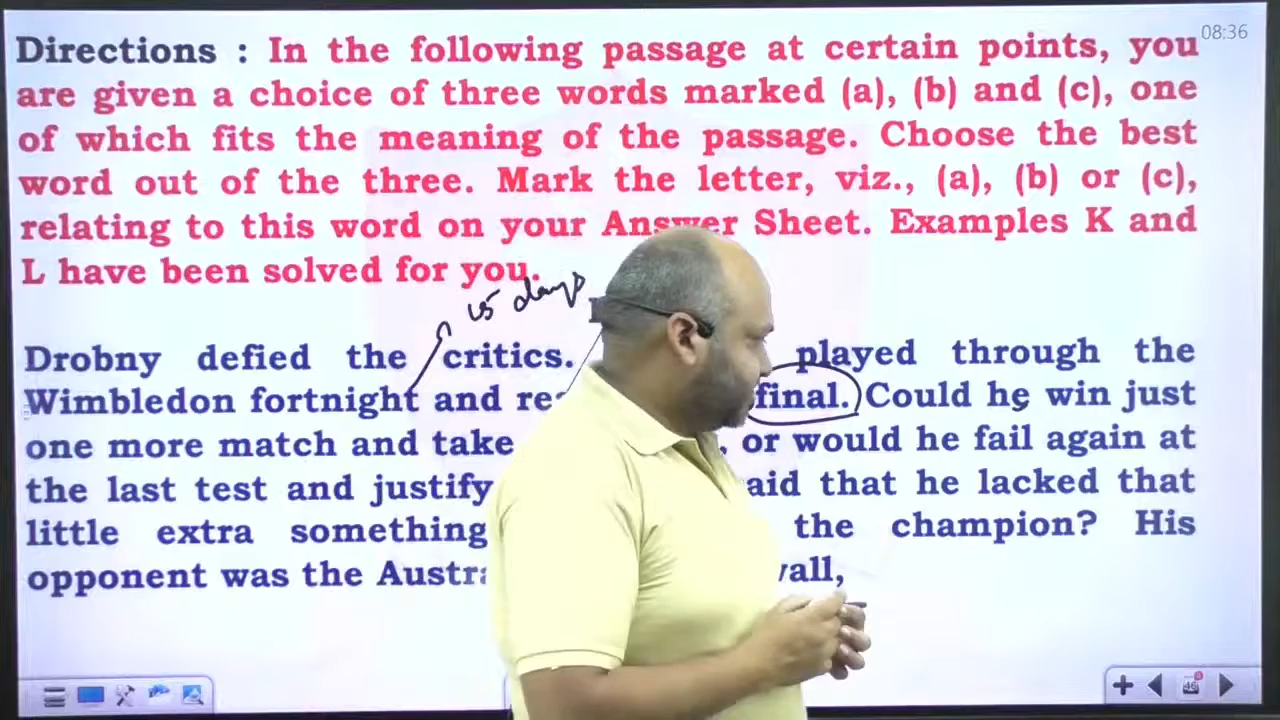 08:36
Directions : In the following passage at certain points, you
are given a choice of three words marked (a), (b) and (c), one
of which fits the meaning of the passage. Choose the best
word out of the three. Mark the letter, viz., (a), (b) or (c),
relating to this word on your Answer Sheet. Examples K and
L have been solved for you.
15 days
Drobny defied the critics. played through the
Wimbledon fortnight and final. Could he win just
one more match and take , or would he fail again at
the last test and justify that he lacked that
little extra something the champion? His
opponent was the
46